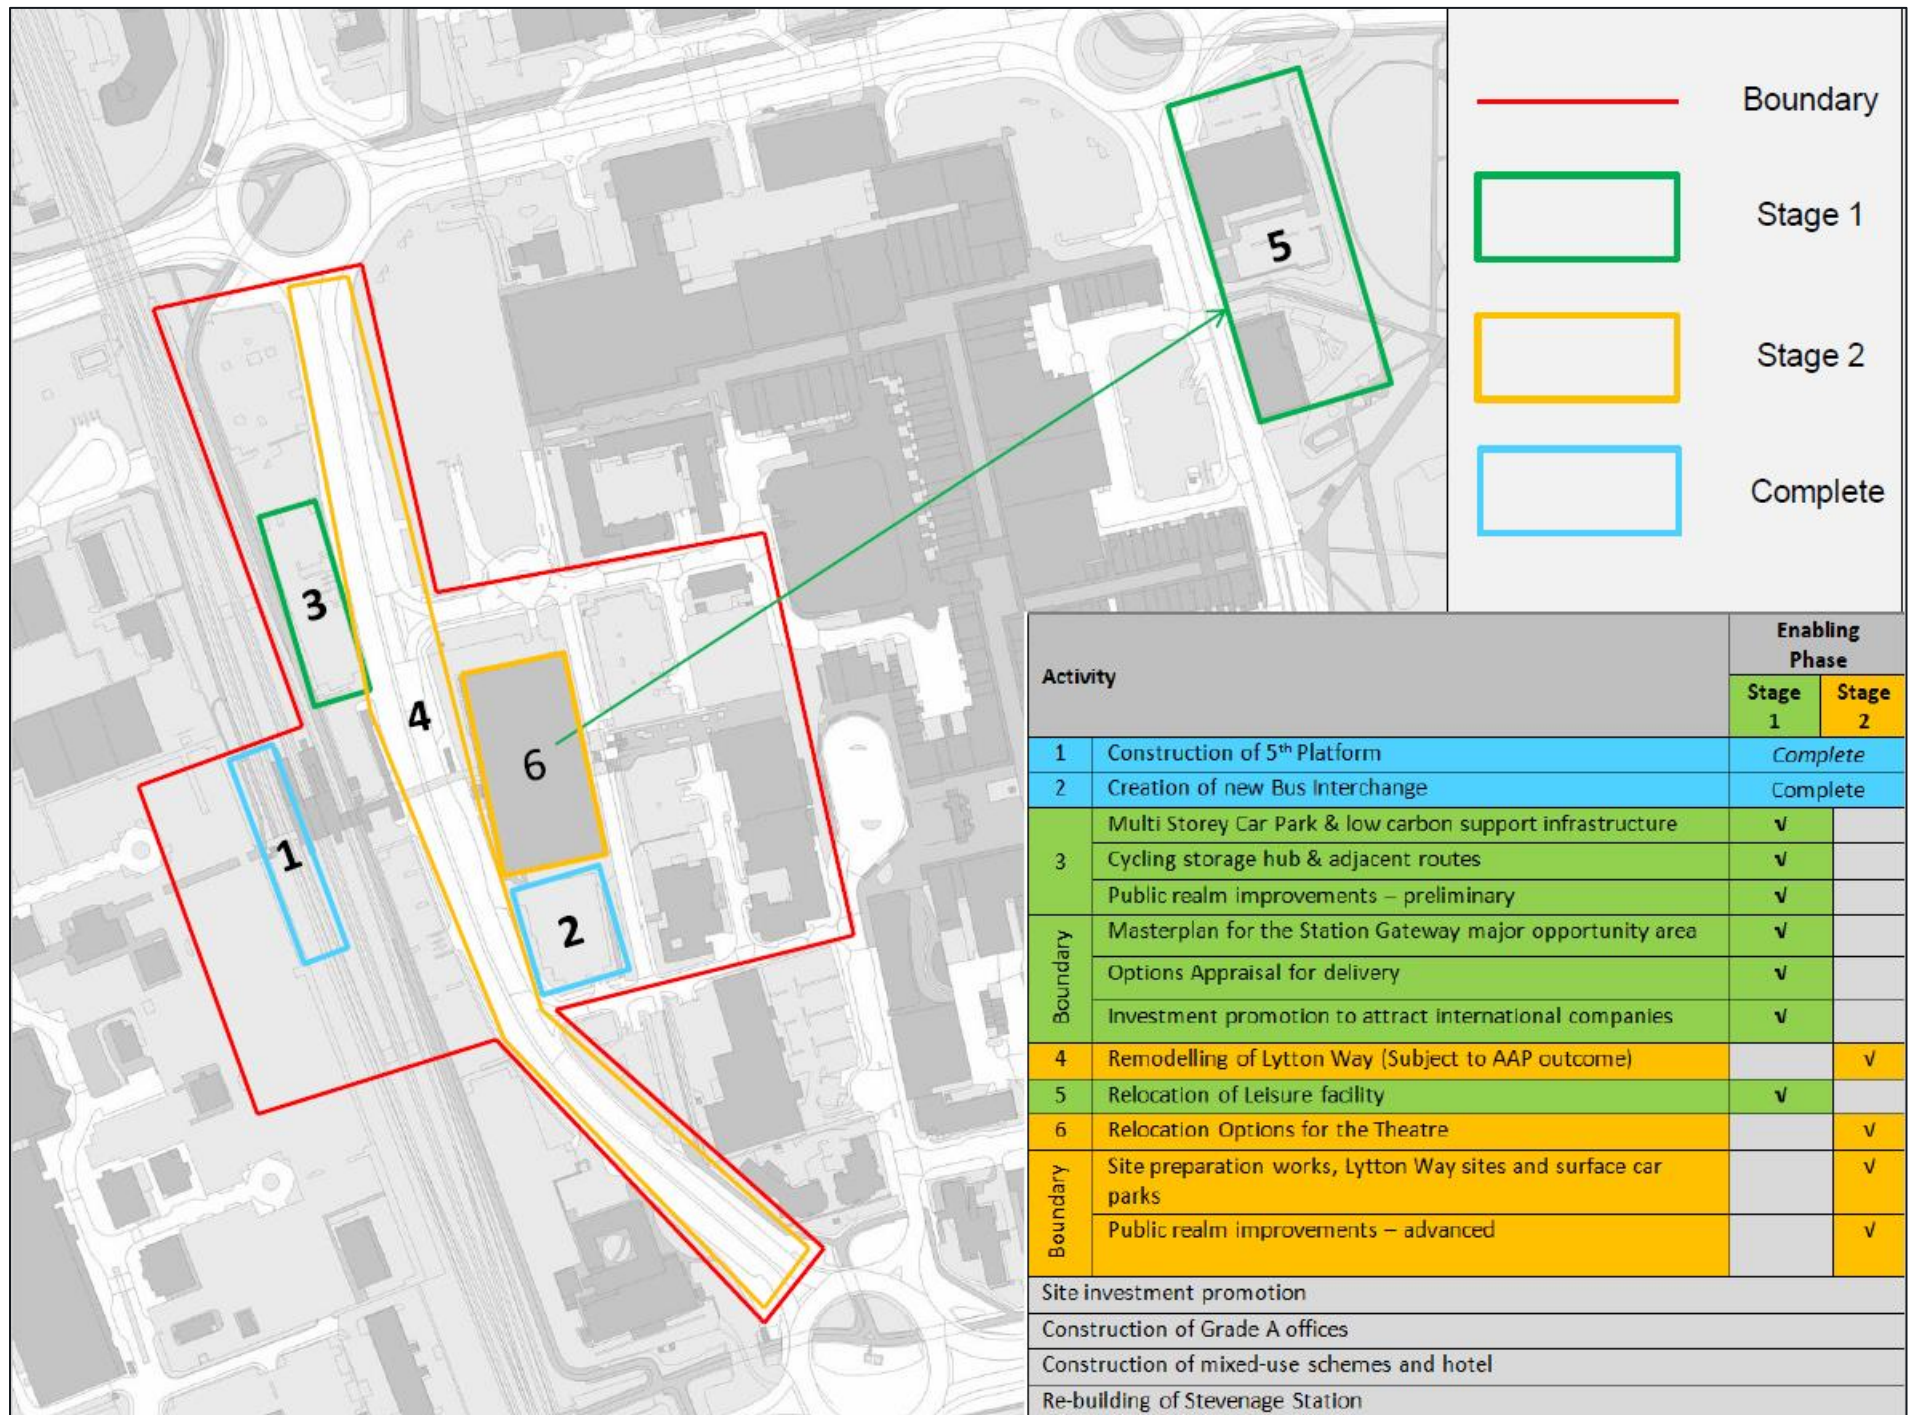 Boundary
Stage 1
Stage 2
Complete
5
3
4
6
1
2
Activity
Enabling
Phase
Stage
1
Stage
2
1 Construction of 5th Platform Complete
2 Creation of new Bus Interchange Complete
3
Multi Storey Car Park & low carbon support infrastructure √
Cycling storage hub & adjacent routes √
Public realm improvements – preliminary √
Boundary
Masterplan for the Station Gateway major opportunity area √
Options Appraisal for delivery √
Investment promotion to attract international companies √
4 Remodelling of Lytton Way (Subject to AAP outcome) √
5 Relocation of Leisure facility √
6 Relocation Options for the Theatre √
Boundary
Site preparation works, Lytton Way sites and surface car √
parks
Public realm improvements – advanced √
Site investment promotion
Construction of Grade A offices
Construction of mixed-use schemes and hotel
Re-building of Stevenage Station